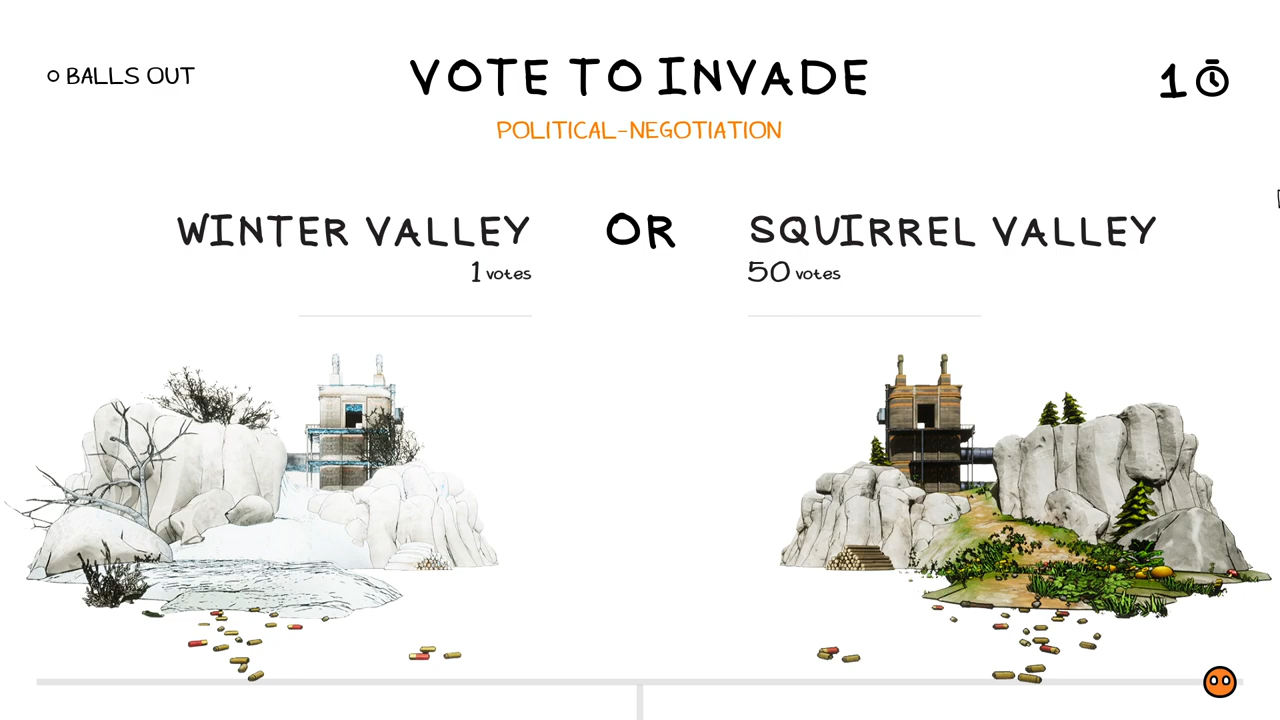 O BALLS OUT
VOTE TO INVADE
1
POLITICAL-NEGOTIATION
WINTER VALLEY
OR
SQUIRREL VALLEY
1 votes
50 votes